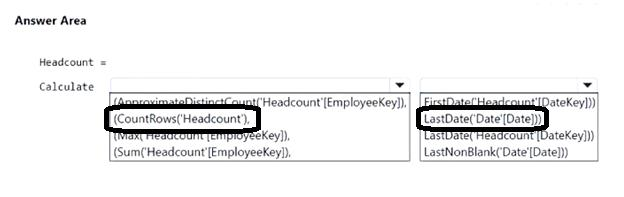 Answer Area
Headcount =
Calculate
(ApproximateDistinctCount('Headcount'[EmployeeKey]), FirstDate('Headcount'[DateKey]))
(CountRows('Headcount'), LastDate('Date'[Date]))
(Max('Headcount'[EmployeeKey]), LastDate('Headcount'[DateKey]))
(Sum('Headcount'[EmployeeKey]), LastNonBlank('Date'[Date]))